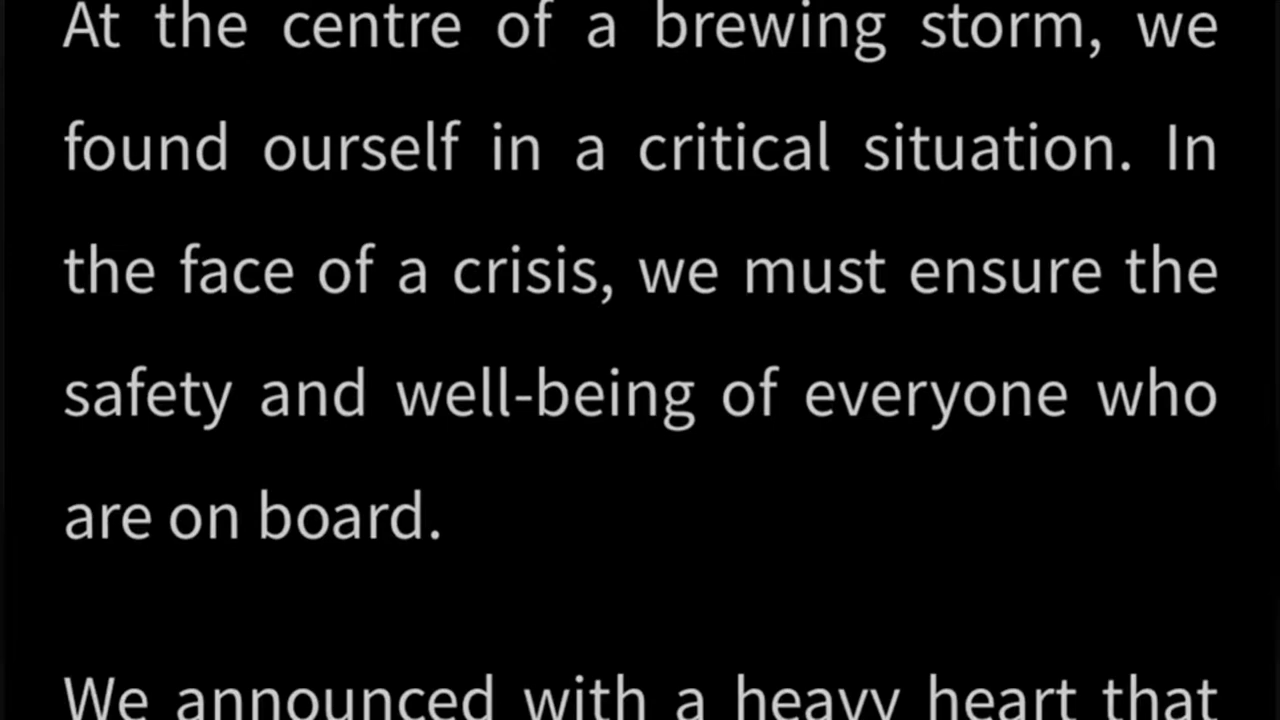 At the centre of a brewing storm, we
found ourself in a critical situation. In
the face of a crisis, we must ensure the
safety and well-being of everyone who
are on board.
We announced with a heavy heart that